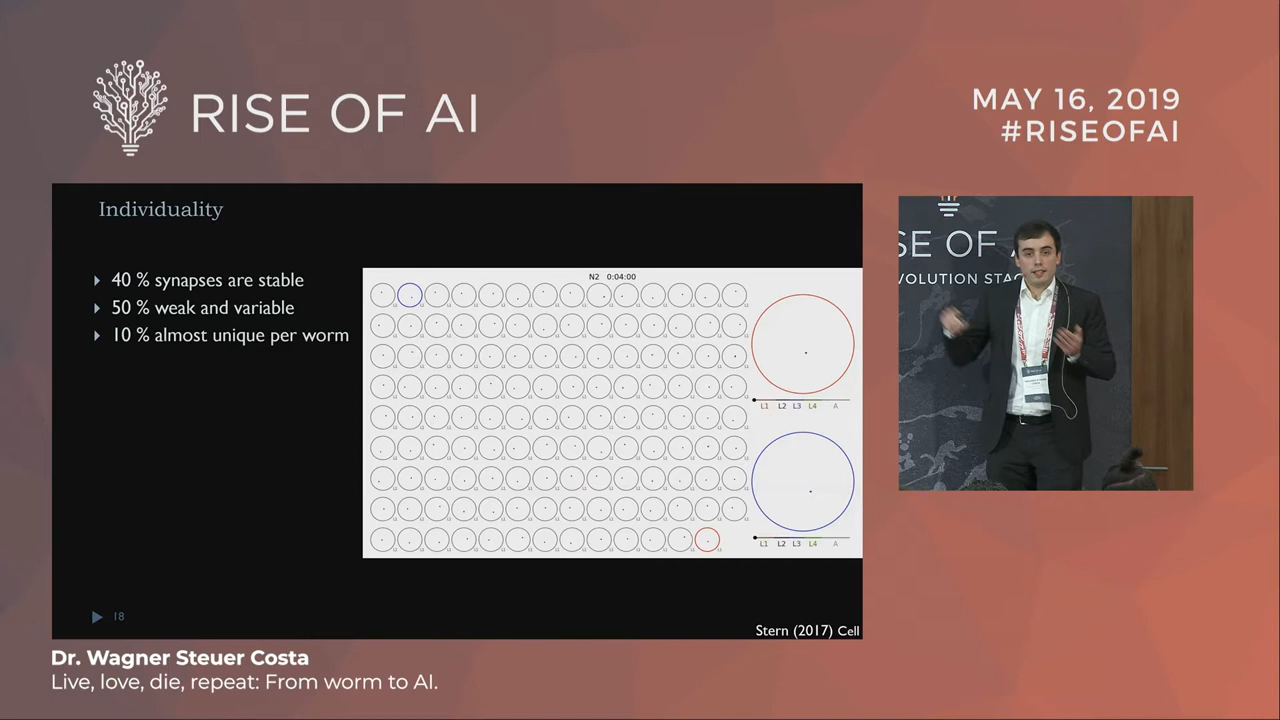 RISE OF AI
MAY 16, 2019
#RISEOFAI
Individuality
40 % synapses are stable
50 % weak and variable
10 % almost unique per worm
N2 0:04:00
L1 L2 L3 L4 A
L1 L2 L3 L4 A
18
Stern (2017) Cell
SE OF
VOLUTION STAG
Dr. Wagner Steuer Costa
Live, love, die, repeat: From worm to AI.